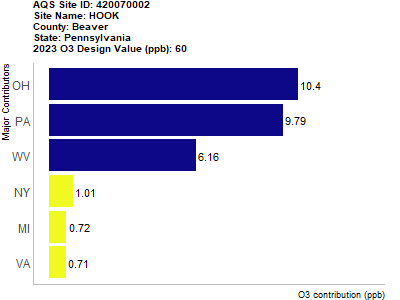 AQS Site ID: 420070002
Site Name: HOOK
County: Beaver
State: Pennsylvania
2023 O3 Design Value (ppb): 60
Major Contributors
OH 10.4
PA 9.79
WV 6.16
NY 1.01
MI 0.72
VA 0.71
O3 contribution (ppb)